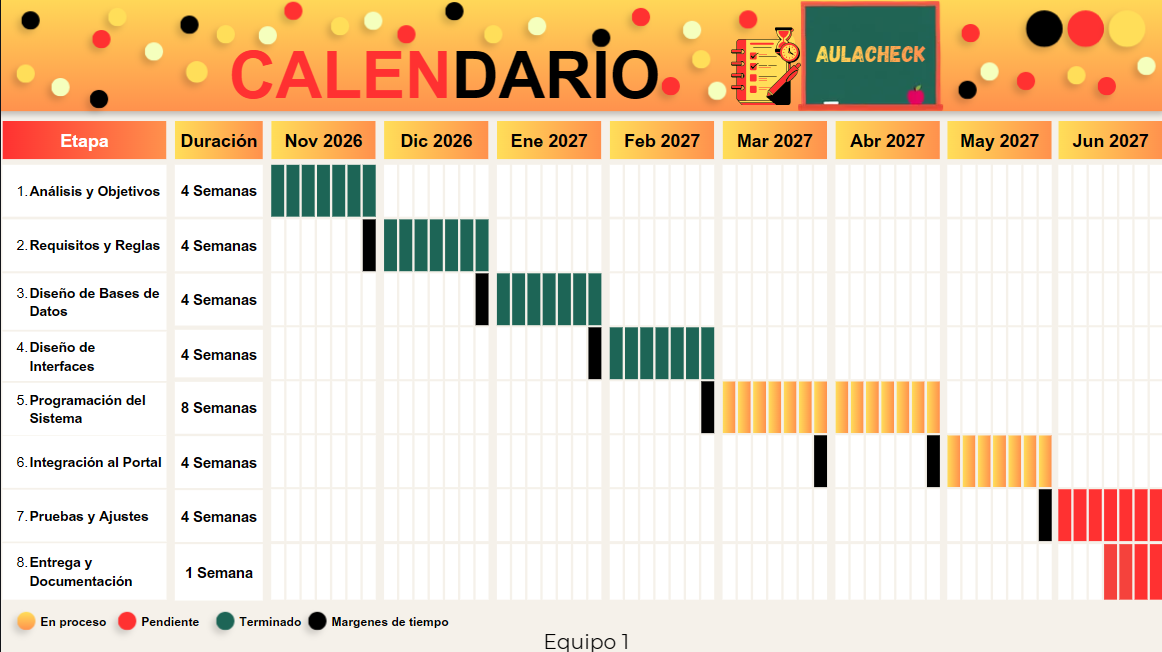 CALENDARİO
AULACHECK
Etapa Duración Nov 2026 Dic 2026 Ene 2027 Feb 2027 Mar 2027 Abr 2027 May 2027 Jun 2027
1. Análisis y Objetivos 4 Semanas
2. Requisitos y Reglas 4 Semanas
3. Diseño de Bases de
Datos
4 Semanas
4. Diseño de
Interfaces
4 Semanas
5. Programación del
Sistema
8 Semanas
6. Integración al Portal 4 Semanas
7. Pruebas y Ajustes 4 Semanas
8. Entrega y
Documentación
1 Semana
En proceso Pendiente Terminado Margenes de tiempo
Equipo 1